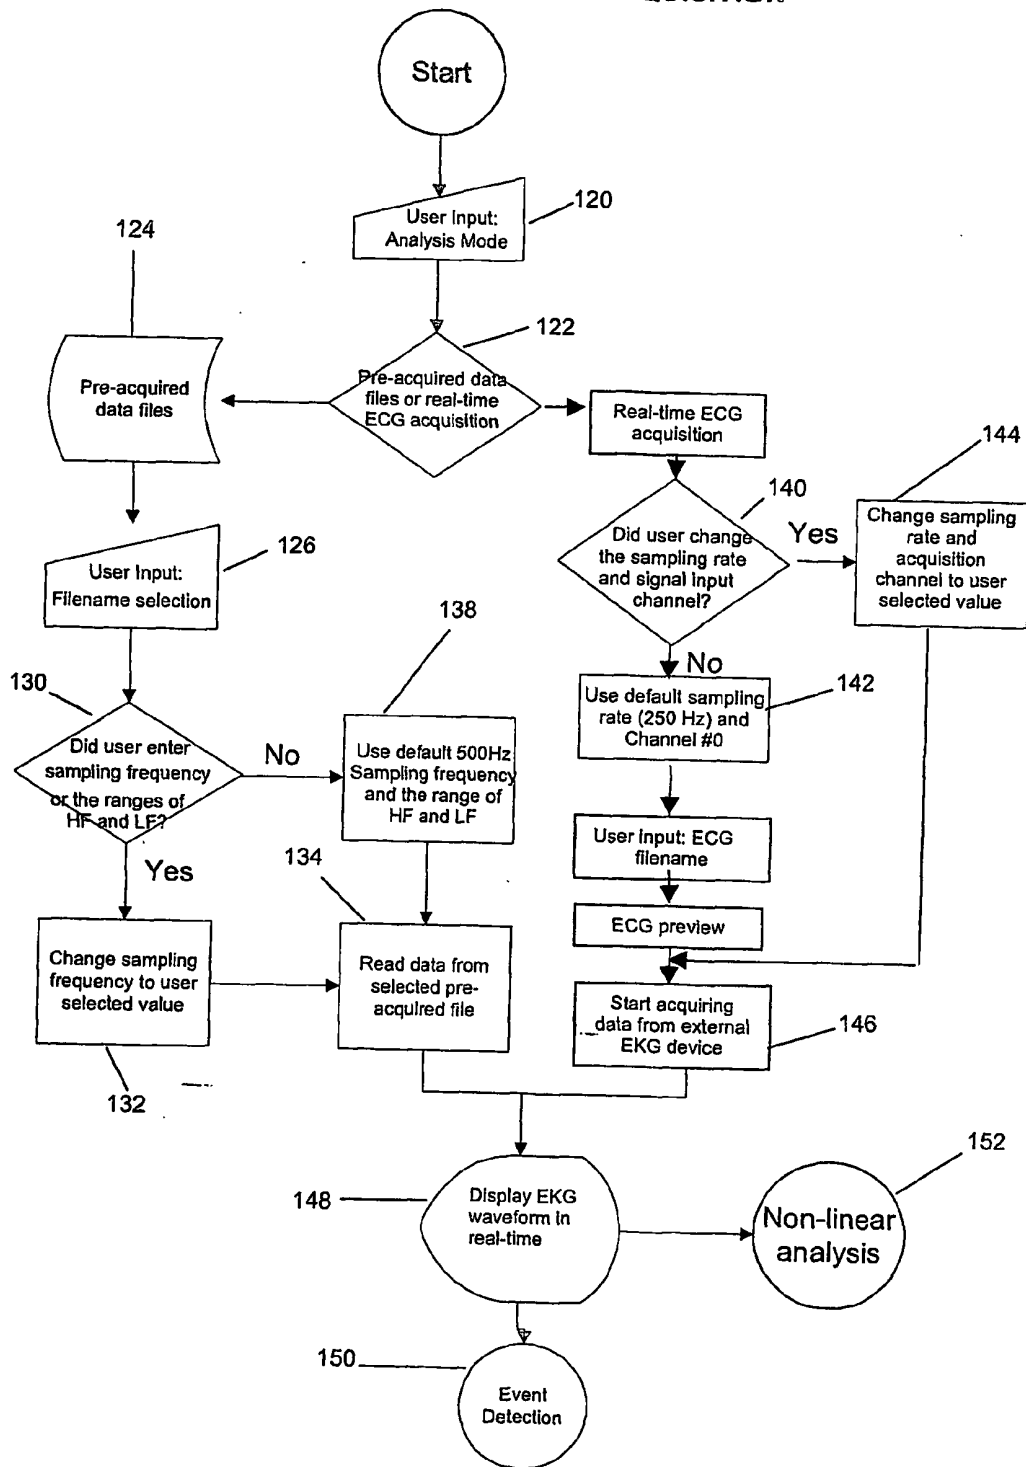 Start
120
User Input:
Analysis Mode
124
122
Pre-acquired data
files or real-time
ECG acquisition
Pre-acquired
data files
Real-time ECG
acquisition
144
140
Did user change
the sampling rate
and signal input
channel?
Yes
Change sampling
rate and
acquisition
channel to user
selected value
126
User Input:
Filename selection
138
No
142
Use default sampling
rate (250 Hz) and
Channel #0
130
Did user enter
sampling frequency
or the ranges of
HF and LF?
No
Use default 500Hz
Sampling frequency
and the range of
HF and LF
User input: ECG
filename
134
Yes
ECG preview
Change sampling
frequency to user
selected value
Read data from
selected pre-
acquired file
Start acquiring
data from external
EKG device
146
132
152
148
Display EKG
waveform in
real-time
Non-linear
analysis
150
Event
Detection